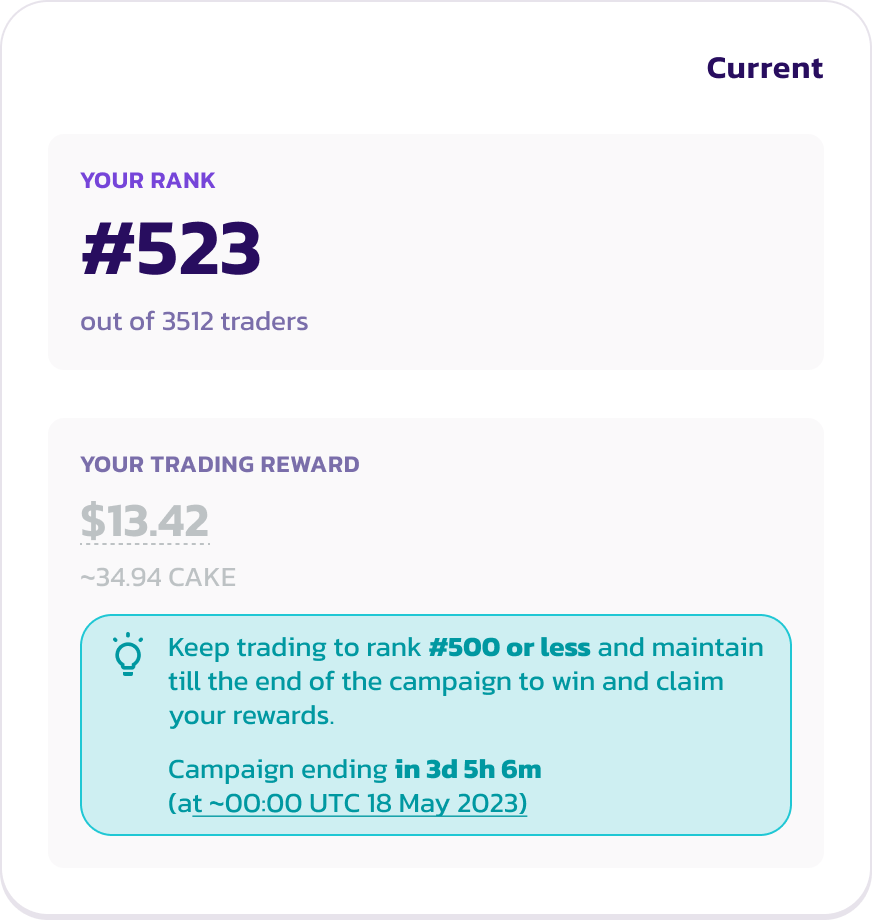 Current
YOUR RANK
#523
out of 3512 traders
YOUR TRADING REWARD
$13.42
~34.94 CAKE
Keep trading to rank #500 or less and maintain
till the end of the campaign to win and claim
your rewards.
Campaign ending in 3d 5h 6m
(at ~00:00 UTC 18 May 2023)